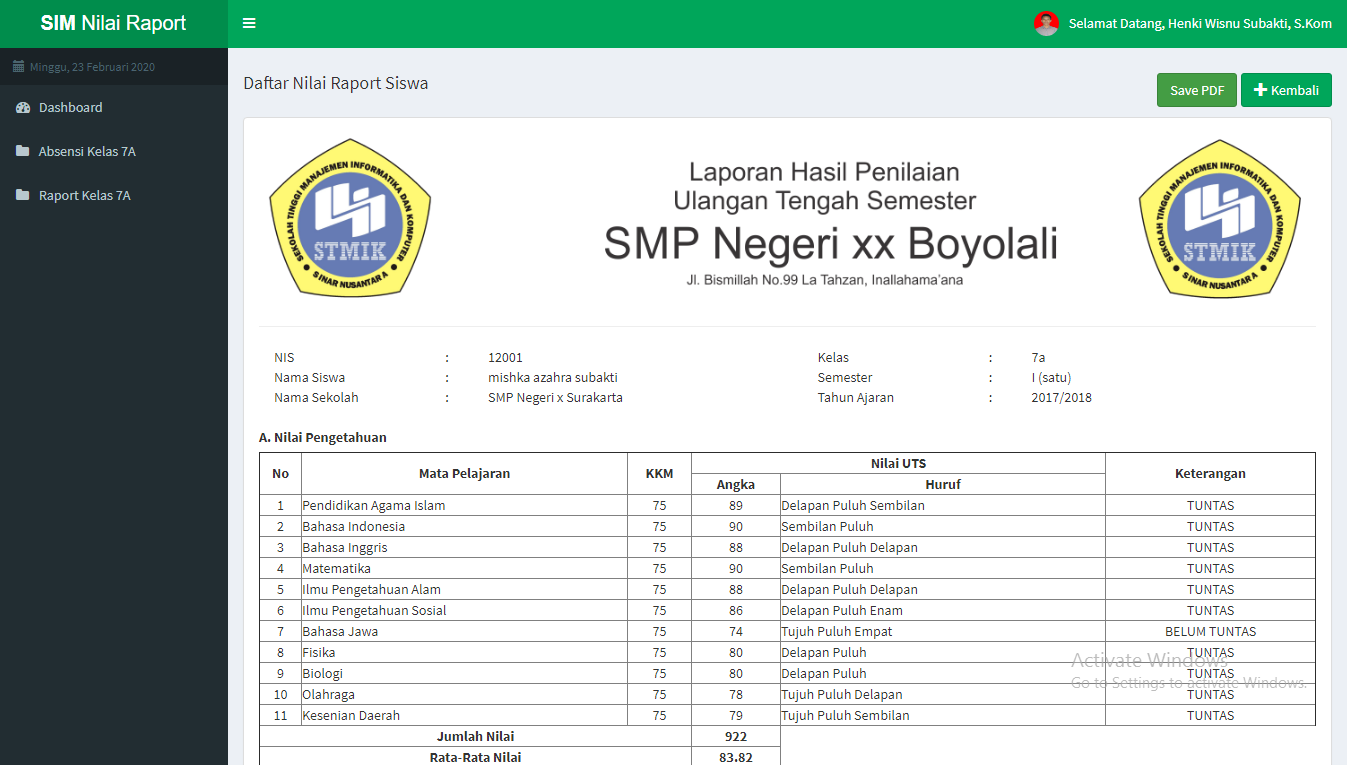 SIM Nilai Raport
Selamat Datang, Henki Wisnu Subakti, S.Kom
Minggu, 23 Februari 2020
Dashboard
Absensi Kelas 7A
Raport Kelas 7A
Daftar Nilai Raport Siswa
Save PDF
Kembali
SEKOLAH TINGGI MANAJEMEN INFORMATIKA DAN KOMPUTER
STMIK
SINAR NUSANTARA
Laporan Hasil Penilaian
Ulangan Tengah Semester
SMP Negeri xx Boyolali
Jl. Bismillah No.99 La Tahzan, Inallahama'ana
SEKOLAH TINGGI MANAJEMEN INFORMATIKA DAN KOMPUTER
STMIK
SINAR NUSANTARA
NIS : 12001 Kelas : 7a
Nama Siswa : mishka azahra subakti Semester : I (satu)
Nama Sekolah : SMP Negeri x Surakarta Tahun Ajaran : 2017/2018
A. Nilai Pengetahuan
No Mata Pelajaran KKM Nilai UTS Keterangan
Angka Huruf
1 Pendidikan Agama Islam 75 89 Delapan Puluh Sembilan TUNTAS
2 Bahasa Indonesia 75 90 Sembilan Puluh TUNTAS
3 Bahasa Inggris 75 88 Delapan Puluh Delapan TUNTAS
4 Matematika 75 90 Sembilan Puluh TUNTAS
5 Ilmu Pengetahuan Alam 75 88 Delapan Puluh Delapan TUNTAS
6 Ilmu Pengetahuan Sosial 75 86 Delapan Puluh Enam TUNTAS
7 Bahasa Jawa 75 74 Tujuh Puluh Empat BELUM TUNTAS
8 Fisika 75 80 Delapan Puluh TUNTAS
9 Biologi 75 80 Delapan Puluh TUNTAS
10 Olahraga 75 78 Tujuh Puluh Delapan TUNTAS
11 Kesenian Daerah 75 79 Tujuh Puluh Sembilan TUNTAS
Jumlah Nilai 922
Rata-Rata Nilai 83.82
Activate Windows
Go to Settings to activate Windows.